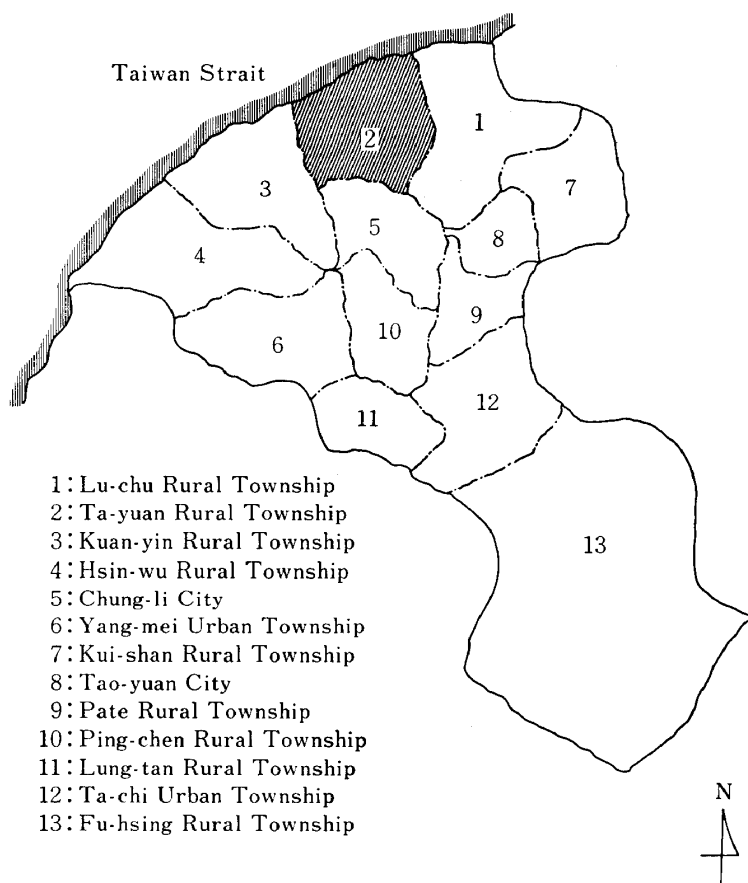 Taiwan Strait
1
2
7
3
5
8
4
9
10
6
12
11
1: Lu-chu Rural Township
2: Ta-yuan Rural Township
3: Kuan-yin Rural Township
4: Hsin-wu Rural Township
13
5: Chung-li City
6: Yang-mei Urban Township
7: Kui-shan Rural Township
8: Tao-yuan City
9: Pate Rural Township
10: Ping-chen Rural Township
11: Lung-tan Rural Township
12: Ta-chi Urban Township
13: Fu-hsing Rural Township
N